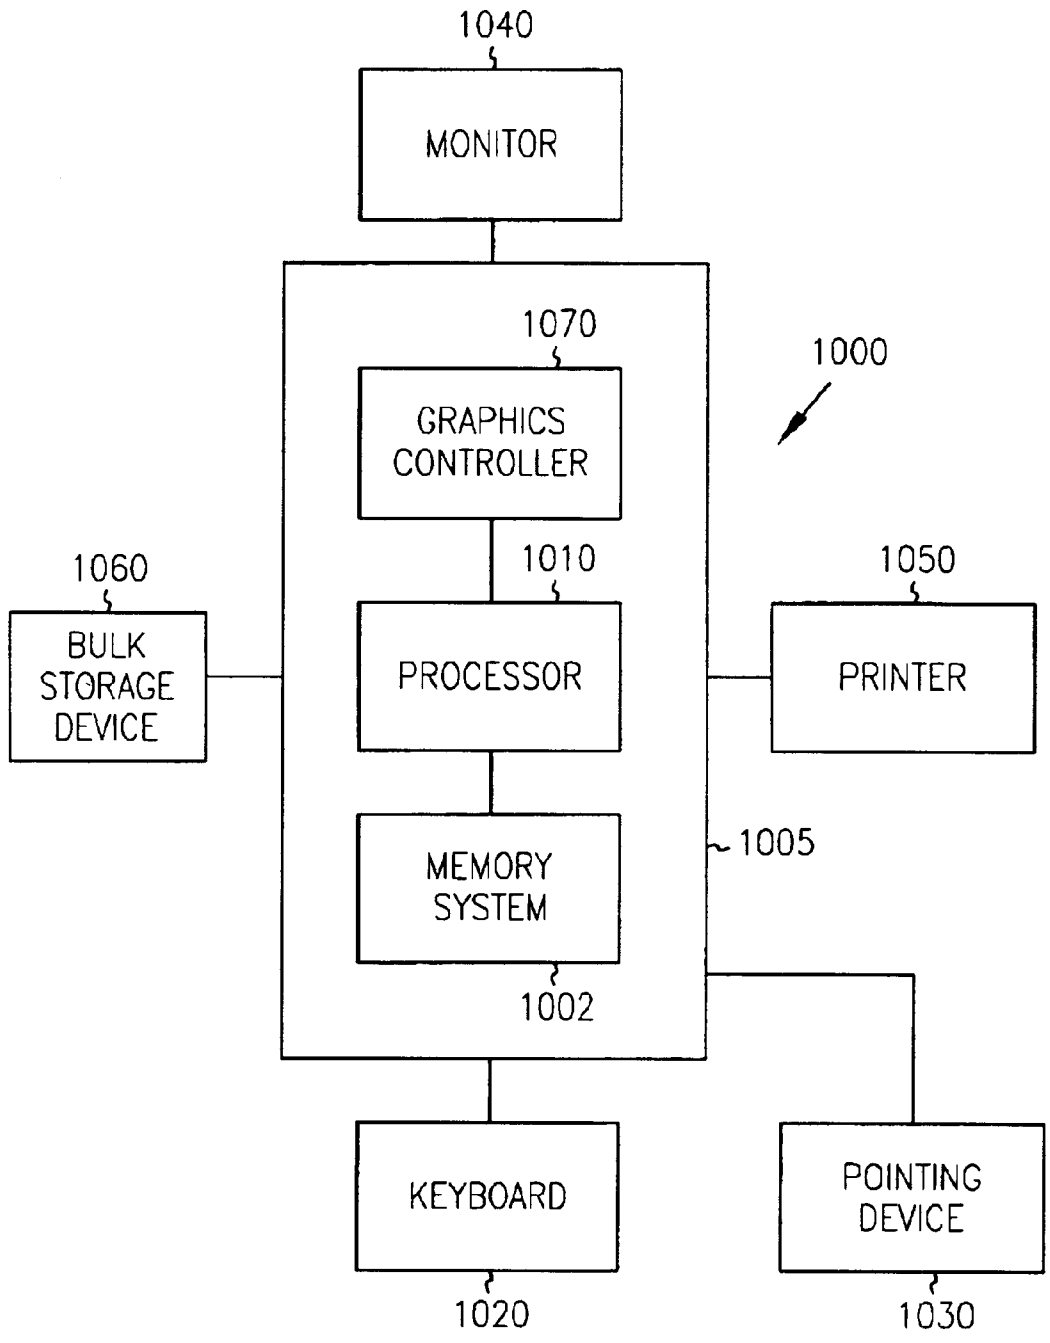 1040
MONITOR
1070
GRAPHICS
CONTROLLER
1000
1010
PROCESSOR
1060
BULK
STORAGE
DEVICE
1050
PRINTER
MEMORY
SYSTEM
1002
1005
KEYBOARD
1020
POINTING
DEVICE
1030